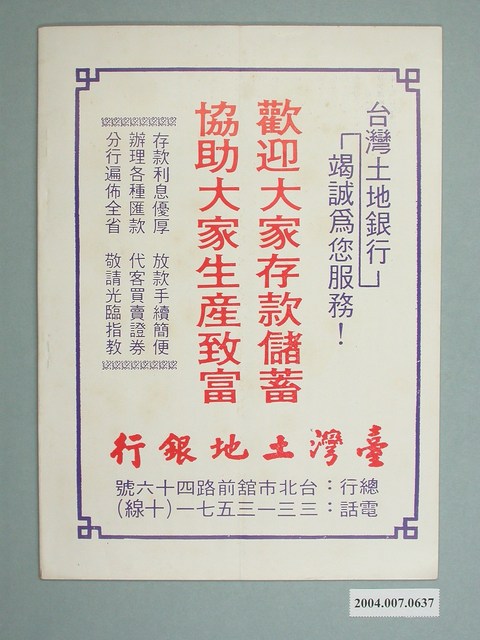 台灣土地銀行
竭誠為您服務！
歡迎大家存款儲蓄
協助大家生產致富
存款利息優厚 放款手續簡便
辦理各種匯款 代客買賣證券
分行遍佈全省 敬請光臨指教
臺灣土地銀行
總行：台北市舘前路四十六號
電話：三三一三五七一（十線）
2004.007.0637